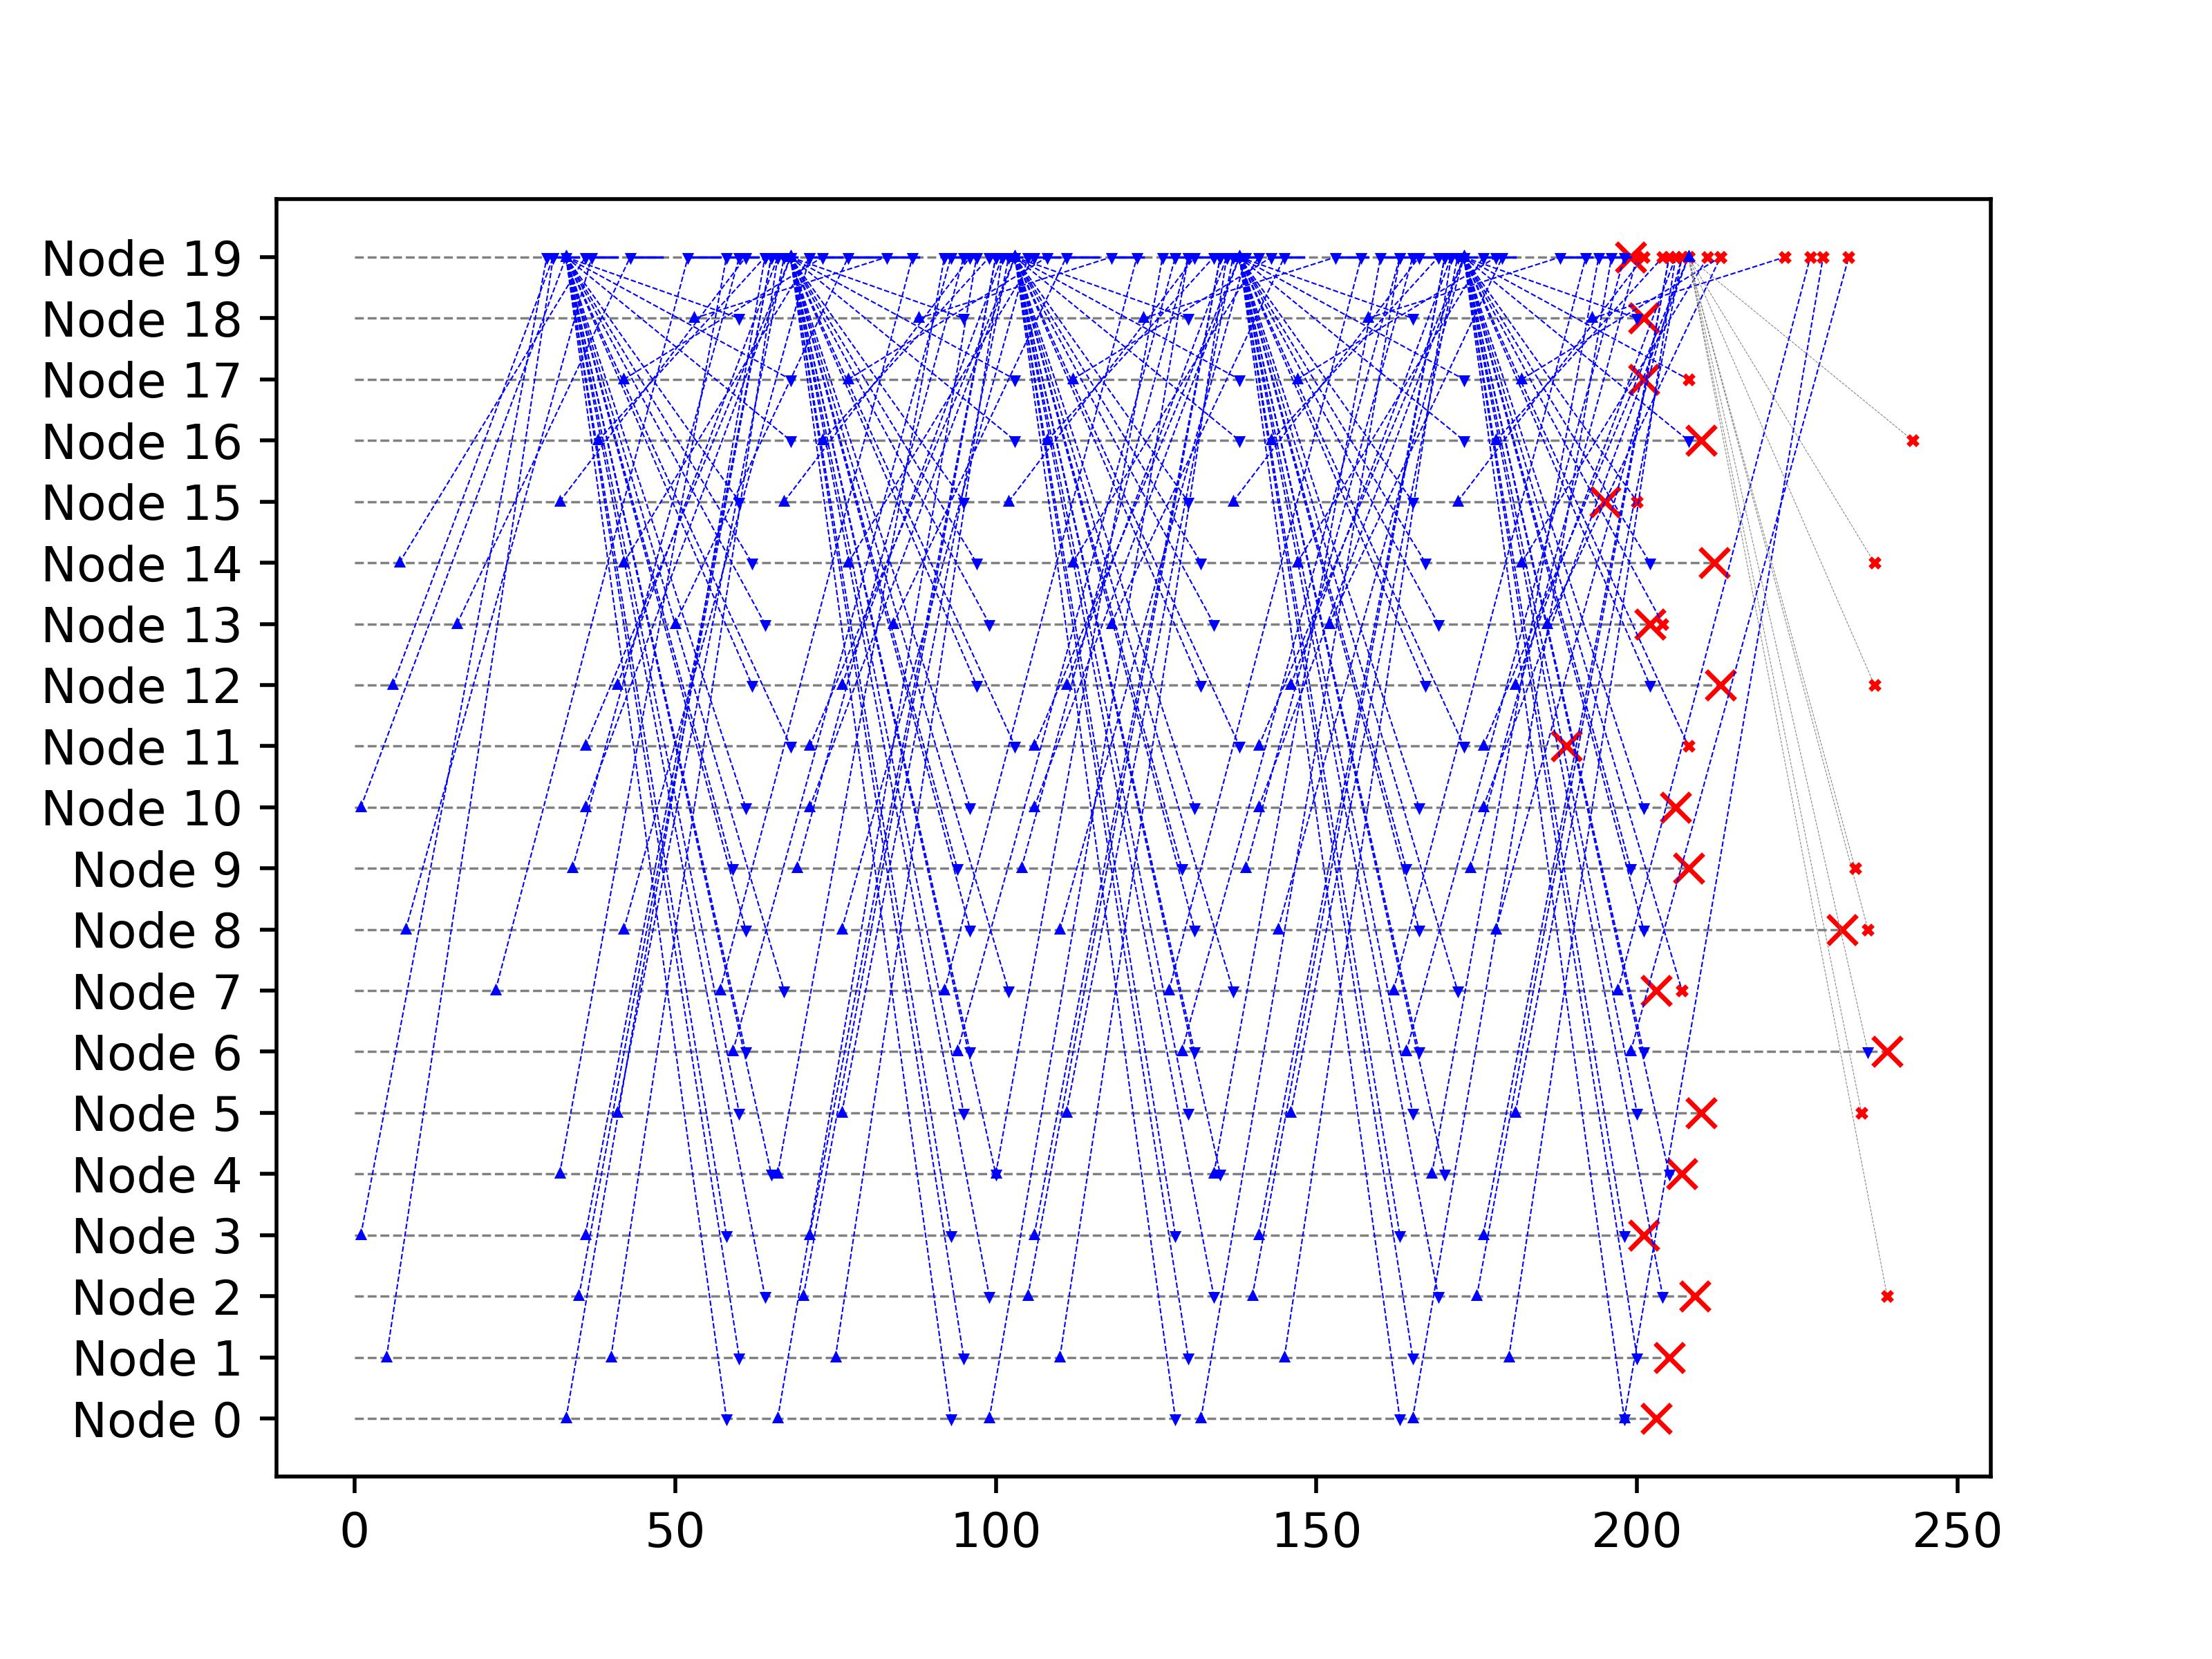 Node 19
Node 18
Node 17
Node 16
Node 15
Node 14
Node 13
Node 12
Node 11
Node 10
Node 9
Node 8
Node 7
Node 6
Node 5
Node 4
Node 3
Node 2
Node 1
Node 0
0 50 100 150 200 250